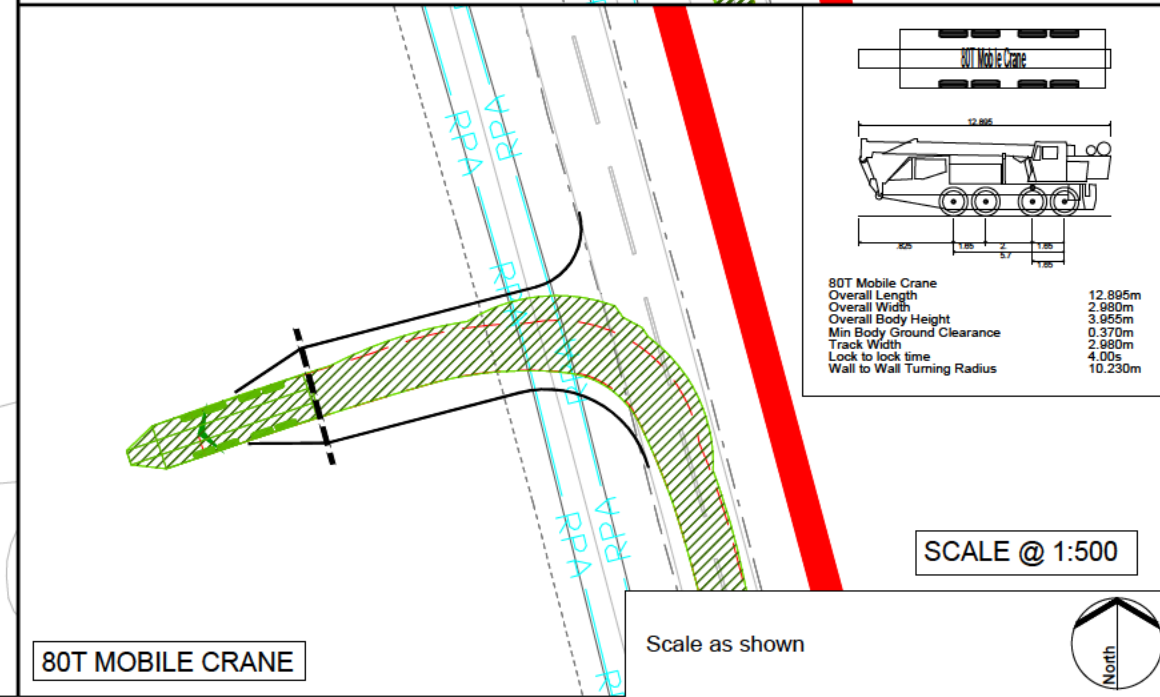 80T Mobile Crane
12.895
.825
1.65
2.
1.65
5.7
1.65
80T Mobile Crane
Overall Length 12.895m
Overall Width 2.980m
Overall Body Height 3.955m
Min Body Ground Clearance 0.370m
Track Width 2.980m
Lock to lock time 4.00s
Wall to Wall Turning Radius 10.230m
RPA
RPA
RPA
RPA
RPA
RPA
SCALE @ 1:500
Scale as shown
North
80T MOBILE CRANE